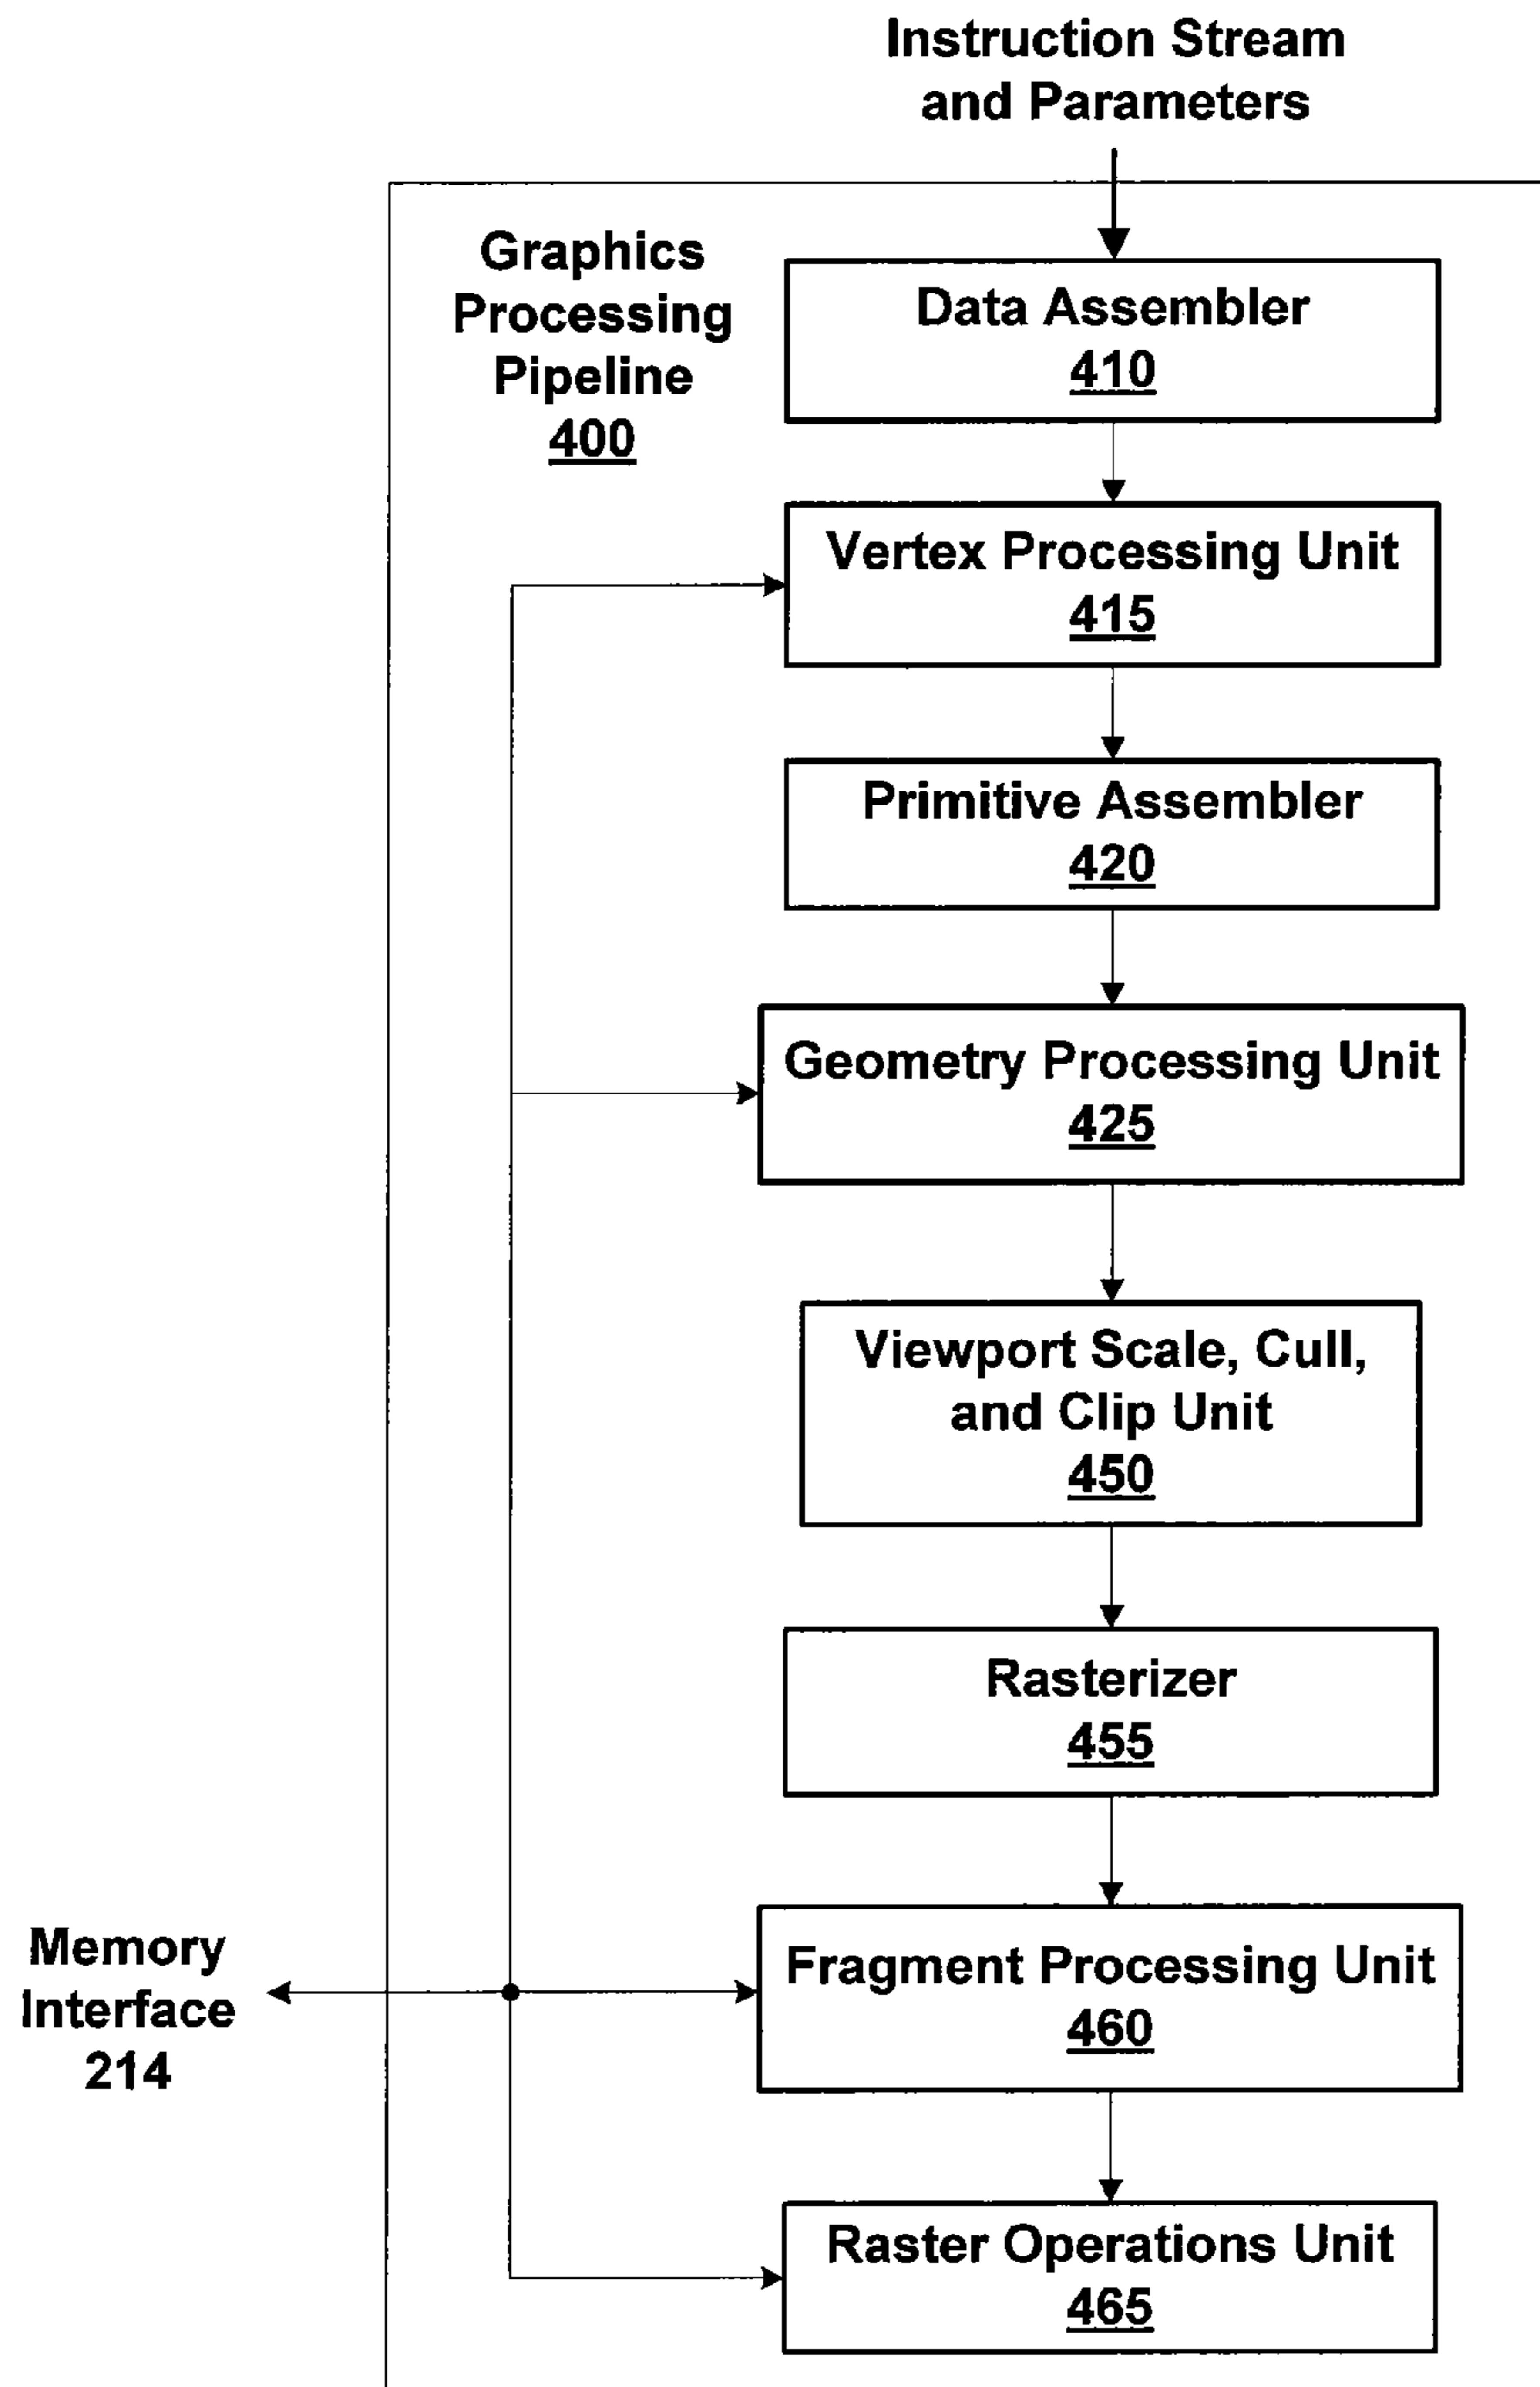 Instruction Stream
and Parameters
Graphics
Processing
Pipeline
400
Data Assembler
410
Vertex Processing Unit
415
Primitive Assembler
420
Geometry Processing Unit
425
Viewport Scale, Cull,
and Clip Unit
450
Rasterizer
455
Memory
Interface
214
Fragment Processing Unit
460
Raster Operations Unit
465